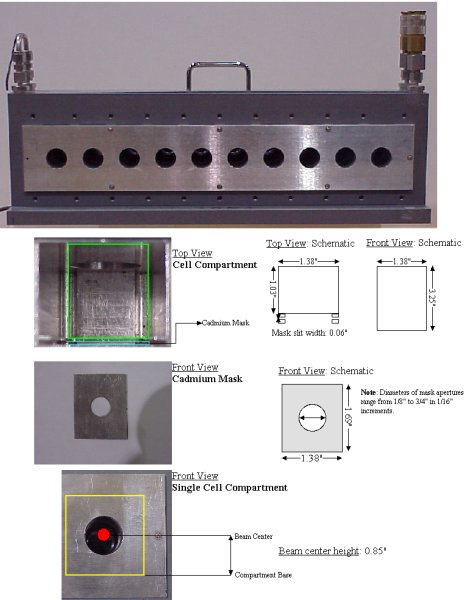 Top View
Cell Compartment
Cadmium Mask
Top View: Schematic
Front View: Schematic
1.38"
1.38"
1.03"
3.25"
Mask slit width: 0.06"
Front View
Cadmium Mask
Front View: Schematic
1.69"
1.38"
Note: Diameters of mask apertures
range from 1/8" to 3/4" in 1/16"
increments.
Front View
Single Cell Compartment
Beam Center
Beam center height: 0.85"
Compartment Base